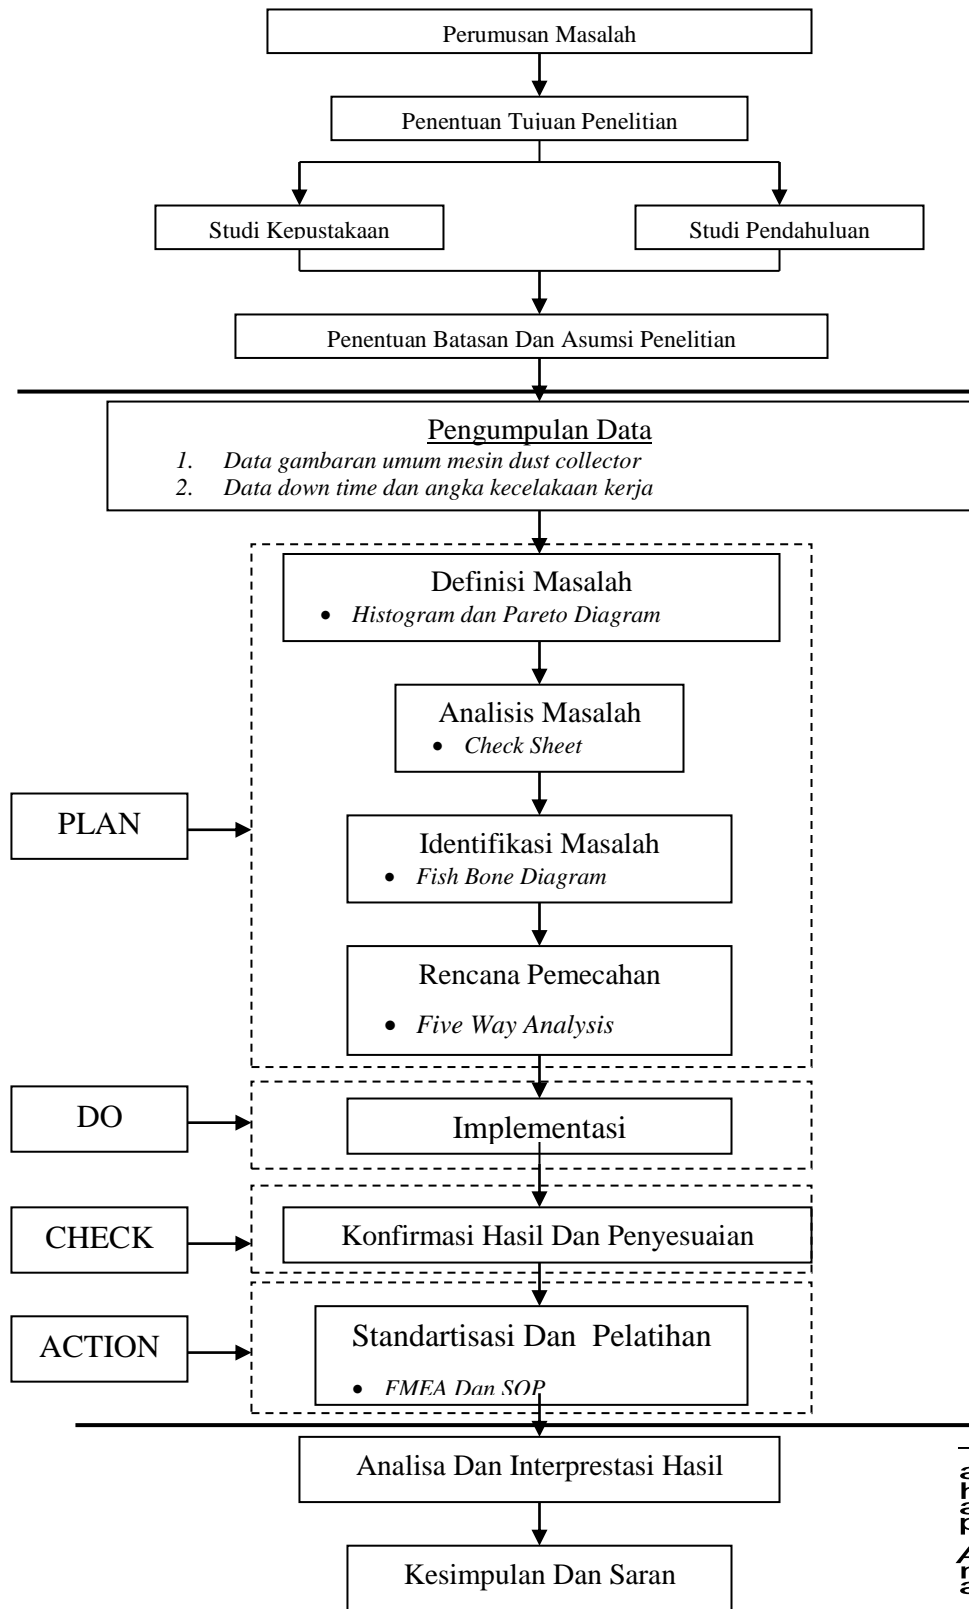 Perumusan Masalah
Penentuan Tujuan Penelitian
Studi Kepustakaan
Studi Pendahuluan
Penentuan Batasan Dan Asumsi Penelitian
Pengumpulan Data
1. Data gambaran umum mesin dust collector
2. Data down time dan angka kecelakaan kerja
Definisi Masalah
• Histogram dan Pareto Diagram
Analisis Masalah
• Check Sheet
PLAN
Identifikasi Masalah
• Fish Bone Diagram
Rencana Pemecahan
• Five Way Analysis
DO
Implementasi
CHECK
Konfirmasi Hasil Dan Penyesuaian
ACTION
Standartisasi Dan Pelatihan
• FMEA Dan SOP
Analisa Dan Interprestasi Hasil
Kesimpulan Dan Saran